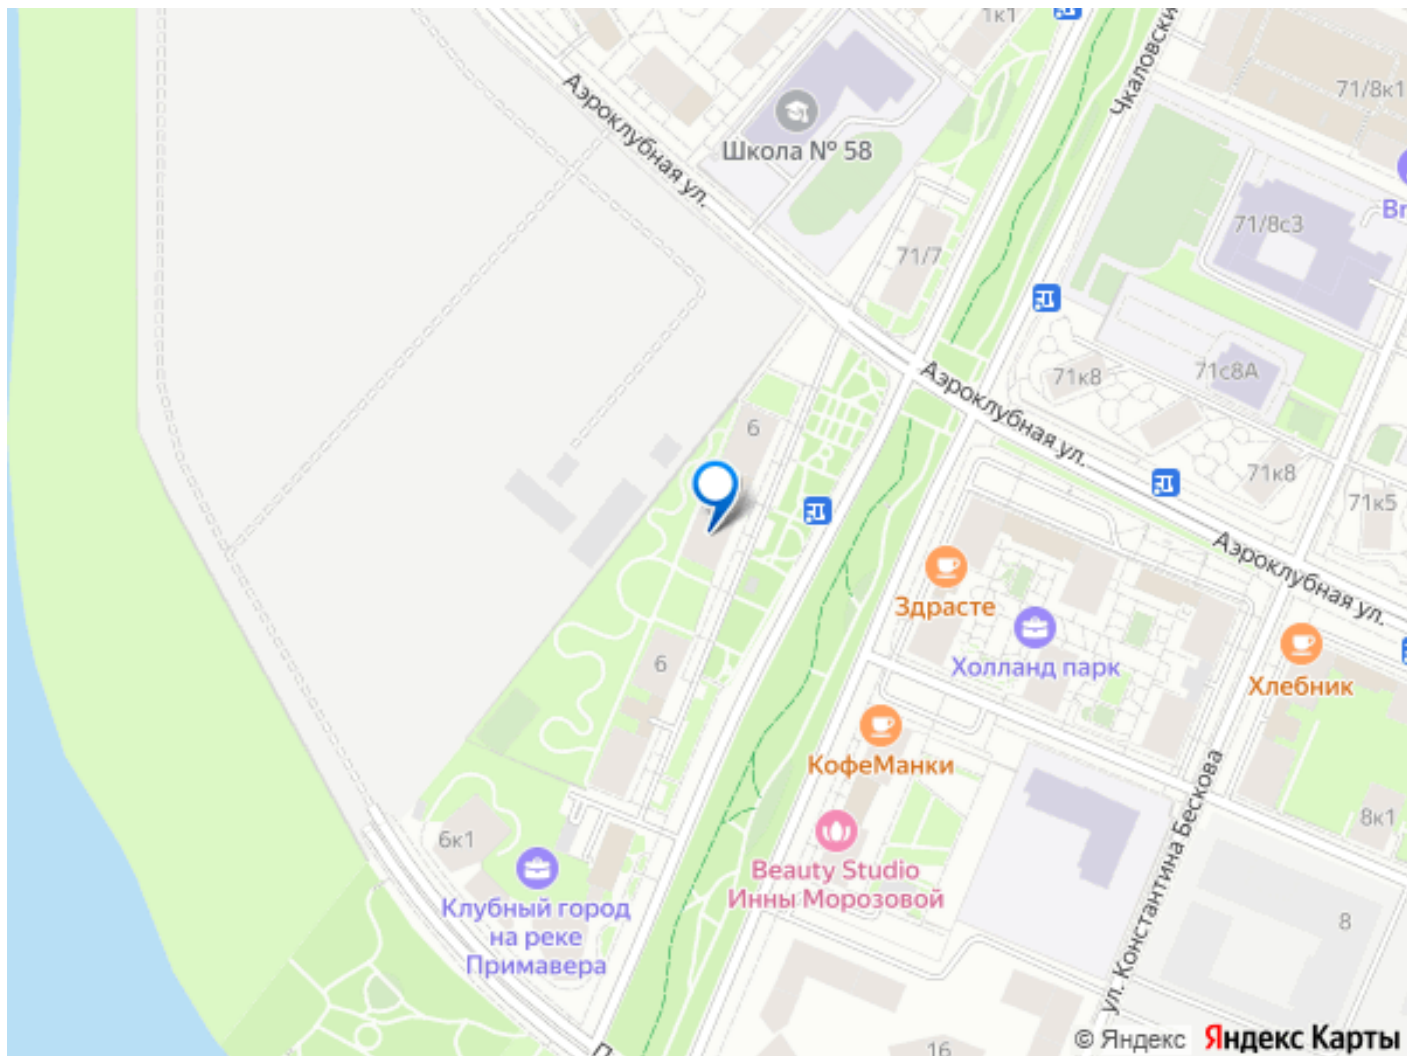 1к1
Чкаловски
Аэроклубная ул.
71/8к1
Школа № 58
Br
71/8с3
71/7
71к8
71с8А
Аэроклубная ул.
6
71к8
71к5
Аэроклубная ул.
Здрасте
Холланд парк
6
Хлебник
КофеМанки
ул. Константина Бескова
8к1
6к1
Beauty Studio
Инны Морозовой
Клубный город
на реке
Примавера
8
16
© Яндекс Яндекс Карты